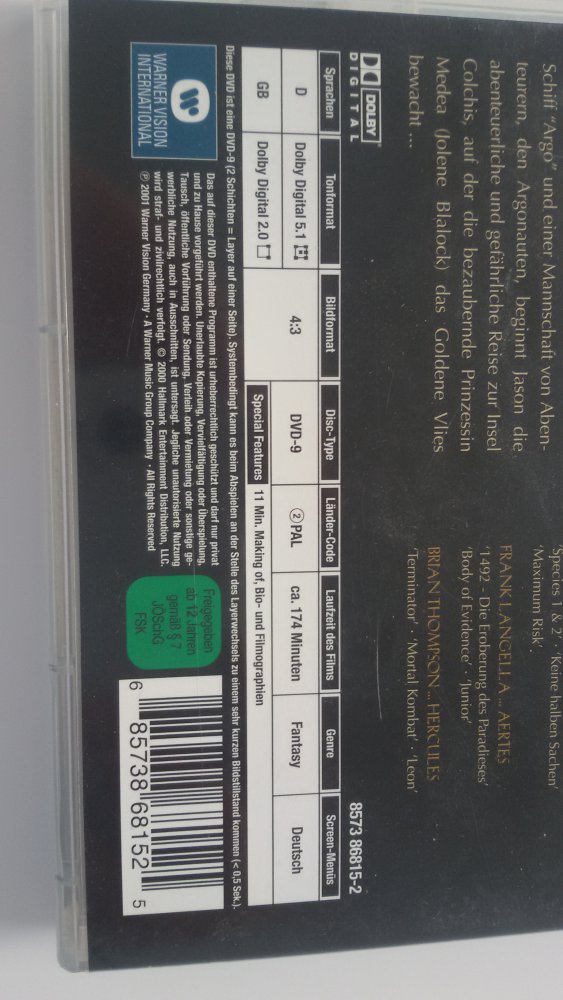 Schiff "Argo" und einer Mannschaft von Aben-
teurern, den Argonauten, beginnt Jason die
abenteuerliche und gefährliche Reise zur Insel
Colchis, auf der die bezaubernde Prinzessin
Medea (Jolene Blalock) das Goldene Vlies
bewacht ...
'Species 1 & 2' · 'Keine halben Sachen'
'Maximum Risk'
FRANK LANGELLA ... AERTES
'1492 - Die Eroberung des Paradieses'
'Body of Evidence' · 'Junior'
BRIAN THOMPSON ... HERCULES
'Terminator' · 'Mortal Kombat' · 'Leon'
DOLBY
DIGITAL
8573 86815-2
Sprachen Tonformat Bildformat Disc-Type Länder-Code Laufzeit des Films Genre Screen-Menüs
D Dolby Digital 5.1 4:3 DVD-9 2 PAL ca. 174 Minuten Fantasy Deutsch
GB Dolby Digital 2.0 Special Features 11 Min. Making of, Bio- und Filmographien
Diese DVD ist eine DVD-9 (2 Schichten = Layer auf einer Seite). Systembedingt kann es beim Abspielen an der Stelle des Layerwechsels zu einem sehr kurzen Bildstillstand kommen (< 0,5 Sek.).
WARNER VISION
INTERNATIONAL
Das auf dieser DVD enthaltene Programm ist urheberrechtlich geschützt und darf nur privat
und zu Hause vorgeführt werden. Unerlaubte Kopierung, Vervielfältigung oder Überspielung,
Tausch, öffentliche Vorführung oder Sendung, Verleih oder Vermietung oder sonstige ge-
werbliche Nutzung, auch in Ausschnitten, ist untersagt. Jegliche unautorisierte Nutzung
wird straf- und zivilrechtlich verfolgt. © 2000 Hallmark Entertainment Distribution, LLC.
℗ 2001 Warner Vision Germany · A Warner Music Group Company · All Rights Reserved
Freigegeben
ab 12 Jahren
gemäß § 7
JÖSchG
FSK
6 85738 68152 5